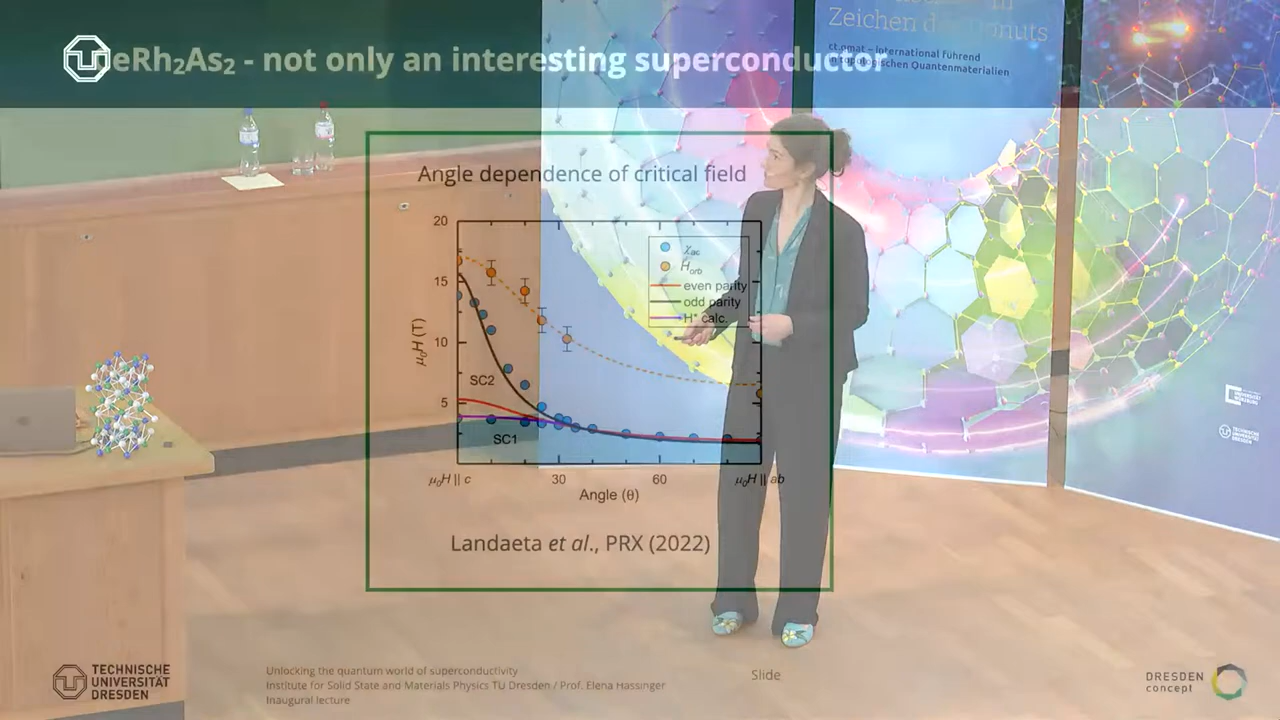 eRh₂As₂ - not only an interesting superconductor
Zeichen des Donuts
ct.qmat – international führend
in topologischen Quantenmaterialien
Angle dependence of critical field
20
15
10
5
μ₀H (T)
χac
Horb
even parity
odd parity
H* calc.
SC2
SC1
μ₀H || c
30
60
μ₀H || ab
Angle (θ)
Landaeta et al., PRX (2022)
TECHNISCHE
UNIVERSITÄT
DRESDEN
Unlocking the quantum world of superconductivity
Institute for Solid State and Materials Physics TU Dresden / Prof. Elena Hassinger
Inaugural lecture
Slide
DRESDEN
concept